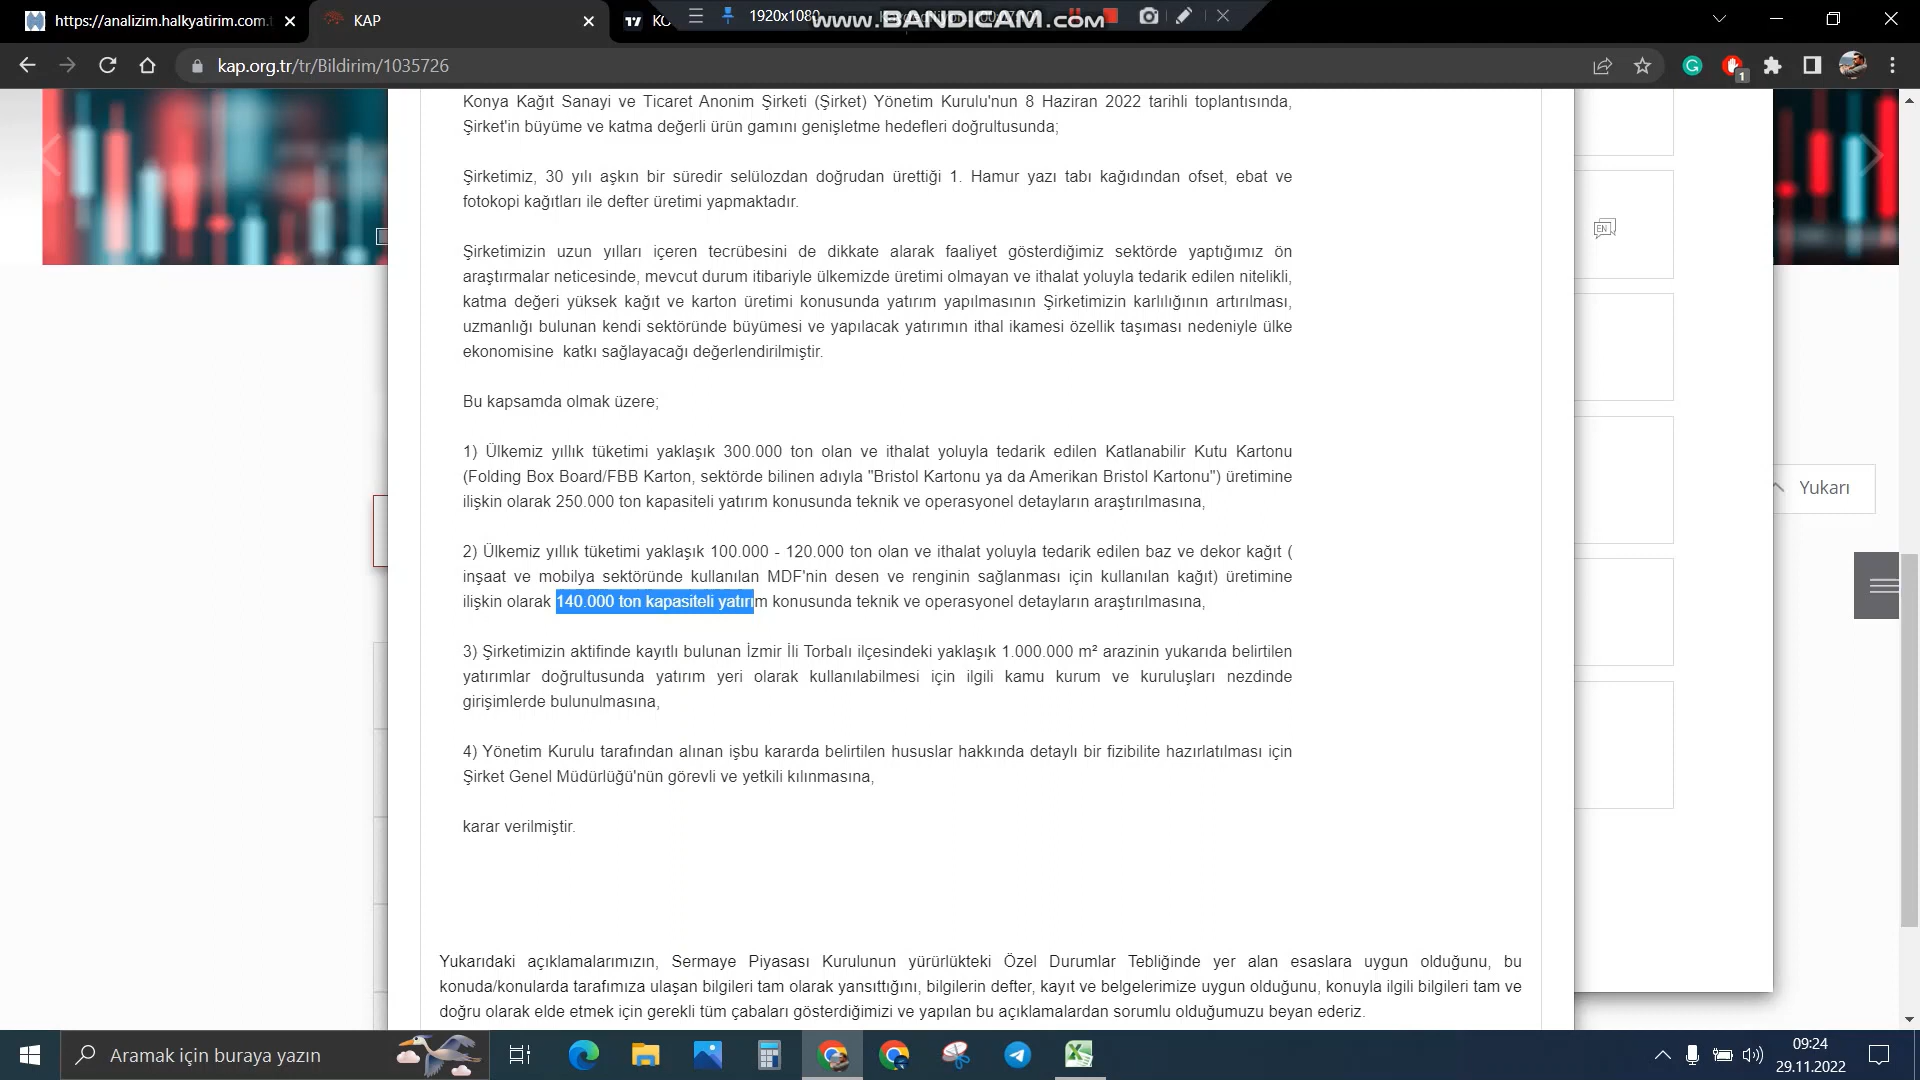 https://analizim.halkyatirim.com.
KAP
KO
1920x1080
www.BANDICAM.com
kap.org.tr/tr/Bildirim/1035726
1
Konya Kağıt Sanayi ve Ticaret Anonim Şirketi (Şirket) Yönetim Kurulu'nun 8 Haziran 2022 tarihli toplantısında,
Şirket'in büyüme ve katma değerli ürün gamını genişletme hedefleri doğrultusunda;
Şirketimiz, 30 yılı aşkın bir süredir selülozdan doğrudan ürettiği 1. Hamur yazı tabı kağıdından ofset, ebat ve
fotokopi kağıtları ile defter üretimi yapmaktadır.
EN
Şirketimizin uzun yılları içeren tecrübesini de dikkate alarak faaliyet gösterdiğimiz sektörde yaptığımız ön
araştırmalar neticesinde, mevcut durum itibariyle ülkemizde üretimi olmayan ve ithalat yoluyla tedarik edilen nitelikli,
katma değeri yüksek kağıt ve karton üretimi konusunda yatırım yapılmasının Şirketimizin karlılığının artırılması,
uzmanlığı bulunan kendi sektöründe büyümesi ve yapılacak yatırımın ithal ikamesi özellik taşıması nedeniyle ülke
ekonomisine  katkı sağlayacağı değerlendirilmiştir.
Bu kapsamda olmak üzere;
1) Ülkemiz yıllık tüketimi yaklaşık 300.000 ton olan ve ithalat yoluyla tedarik edilen Katlanabilir Kutu Kartonu
(Folding Box Board/FBB Karton, sektörde bilinen adıyla "Bristol Kartonu ya da Amerikan Bristol Kartonu") üretimine
ilişkin olarak 250.000 ton kapasiteli yatırım konusunda teknik ve operasyonel detayların araştırılmasına,
Yukarı
2) Ülkemiz yıllık tüketimi yaklaşık 100.000 - 120.000 ton olan ve ithalat yoluyla tedarik edilen baz ve dekor kağıt (
inşaat ve mobilya sektöründe kullanılan MDF'nin desen ve renginin sağlanması için kullanılan kağıt) üretimine
ilişkin olarak 140.000 ton kapasiteli yatırım konusunda teknik ve operasyonel detayların araştırılmasına,
3) Şirketimizin aktifinde kayıtlı bulunan İzmir İli Torbalı ilçesindeki yaklaşık 1.000.000 m² arazinin yukarıda belirtilen
yatırımlar doğrultusunda yatırım yeri olarak kullanılabilmesi için ilgili kamu kurum ve kuruluşları nezdinde
girişimlerde bulunulmasına,
4) Yönetim Kurulu tarafından alınan işbu kararda belirtilen hususlar hakkında detaylı bir fizibilite hazırlatılması için
Şirket Genel Müdürlüğü'nün görevli ve yetkili kılınmasına,
karar verilmiştir.
Yukarıdaki açıklamalarımızın, Sermaye Piyasası Kurulunun yürürlükteki Özel Durumlar Tebliğinde yer alan esaslara uygun olduğunu, bu
konuda/konularda tarafımıza ulaşan bilgileri tam olarak yansıttığını, bilgilerin defter, kayıt ve belgelerimize uygun olduğunu, konuyla ilgili bilgileri tam ve
doğru olarak elde etmek için gerekli tüm çabaları gösterdiğimizi ve yapılan bu açıklamalardan sorumlu olduğumuzu beyan ederiz.
Aramak için buraya yazın
09:24
29.11.2022